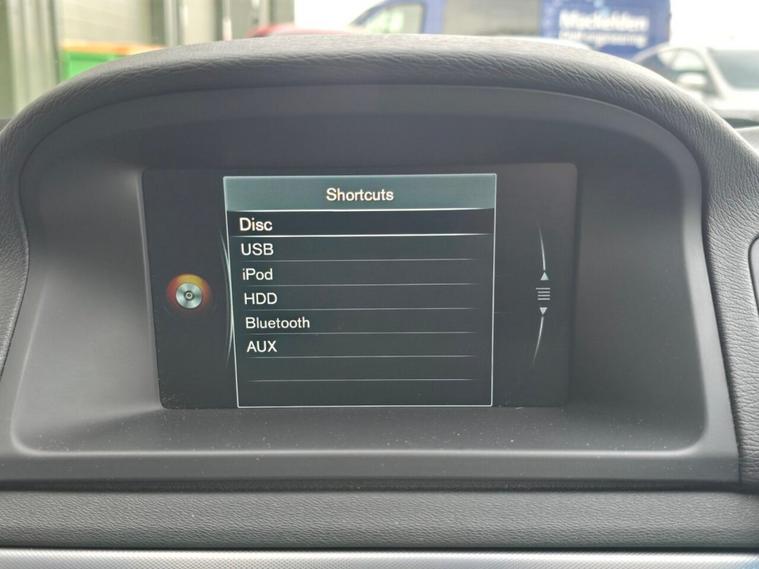 Shortcuts
Disc
USB
iPod
HDD
Bluetooth
AUX